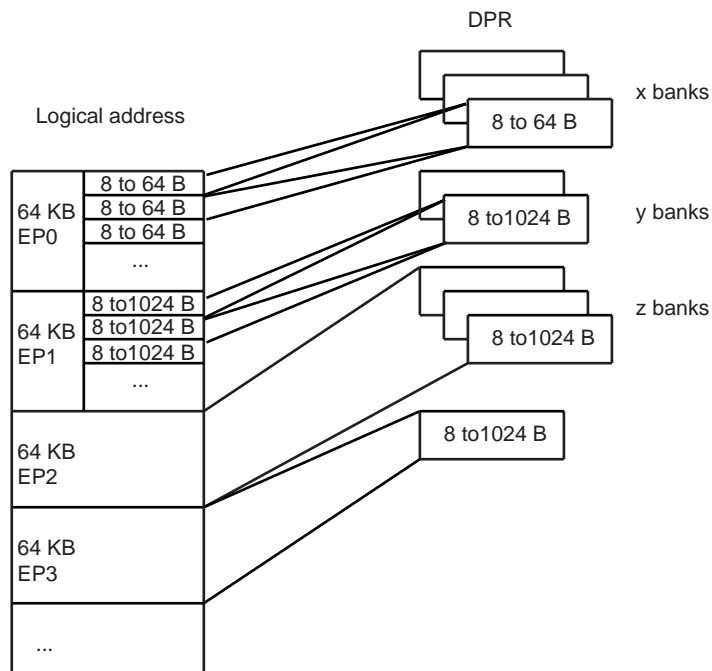 DPR
x banks
Logical address
8 to 64 B
64 KB
EP0
8 to 64 B
8 to 64 B
8 to 64 B
...
y banks
8 to1024 B
64 KB
EP1
8 to1024 B
8 to1024 B
8 to1024 B
...
z banks
8 to1024 B
64 KB
EP2
8 to1024 B
64 KB
EP3
...